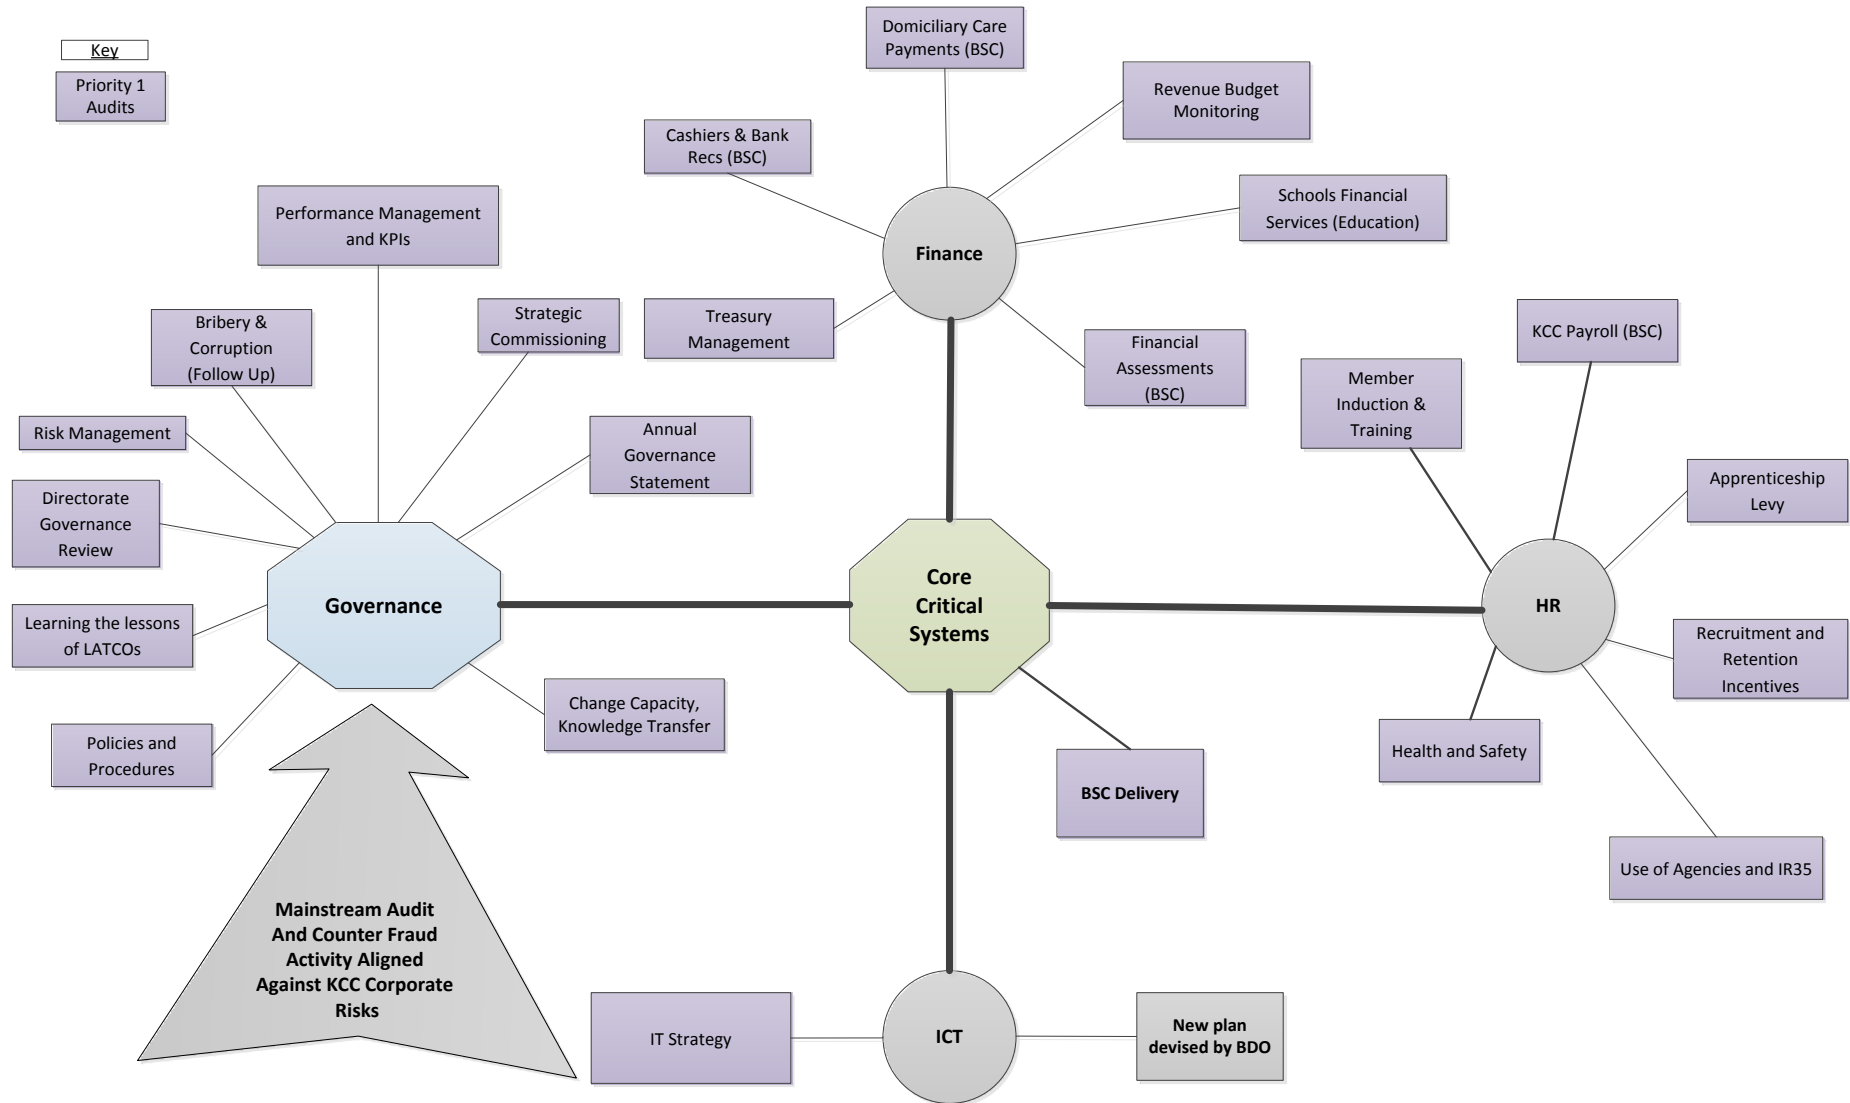 Key
Priority 1
Audits
Domiciliary Care
Payments (BSC)
Revenue Budget
Monitoring
Cashiers & Bank
Recs (BSC)
Schools Financial
Services (Education)
Finance
Treasury
Management
Financial
Assessments
(BSC)
Performance Management
and KPIs
Bribery &
Corruption
(Follow Up)
Strategic
Commissioning
Risk Management
Annual
Governance
Statement
Directorate
Governance
Review
Governance
Learning the lessons
of LATCOs
Policies and
Procedures
Change Capacity,
Knowledge Transfer
Mainstream Audit
And Counter Fraud
Activity Aligned
Against KCC Corporate
Risks
Core
Critical
Systems
BSC Delivery
KCC Payroll (BSC)
Member
Induction &
Training
Apprenticeship
Levy
HR
Recruitment and
Retention
Incentives
Health and Safety
Use of Agencies and IR35
IT Strategy
ICT
New plan
devised by BDO